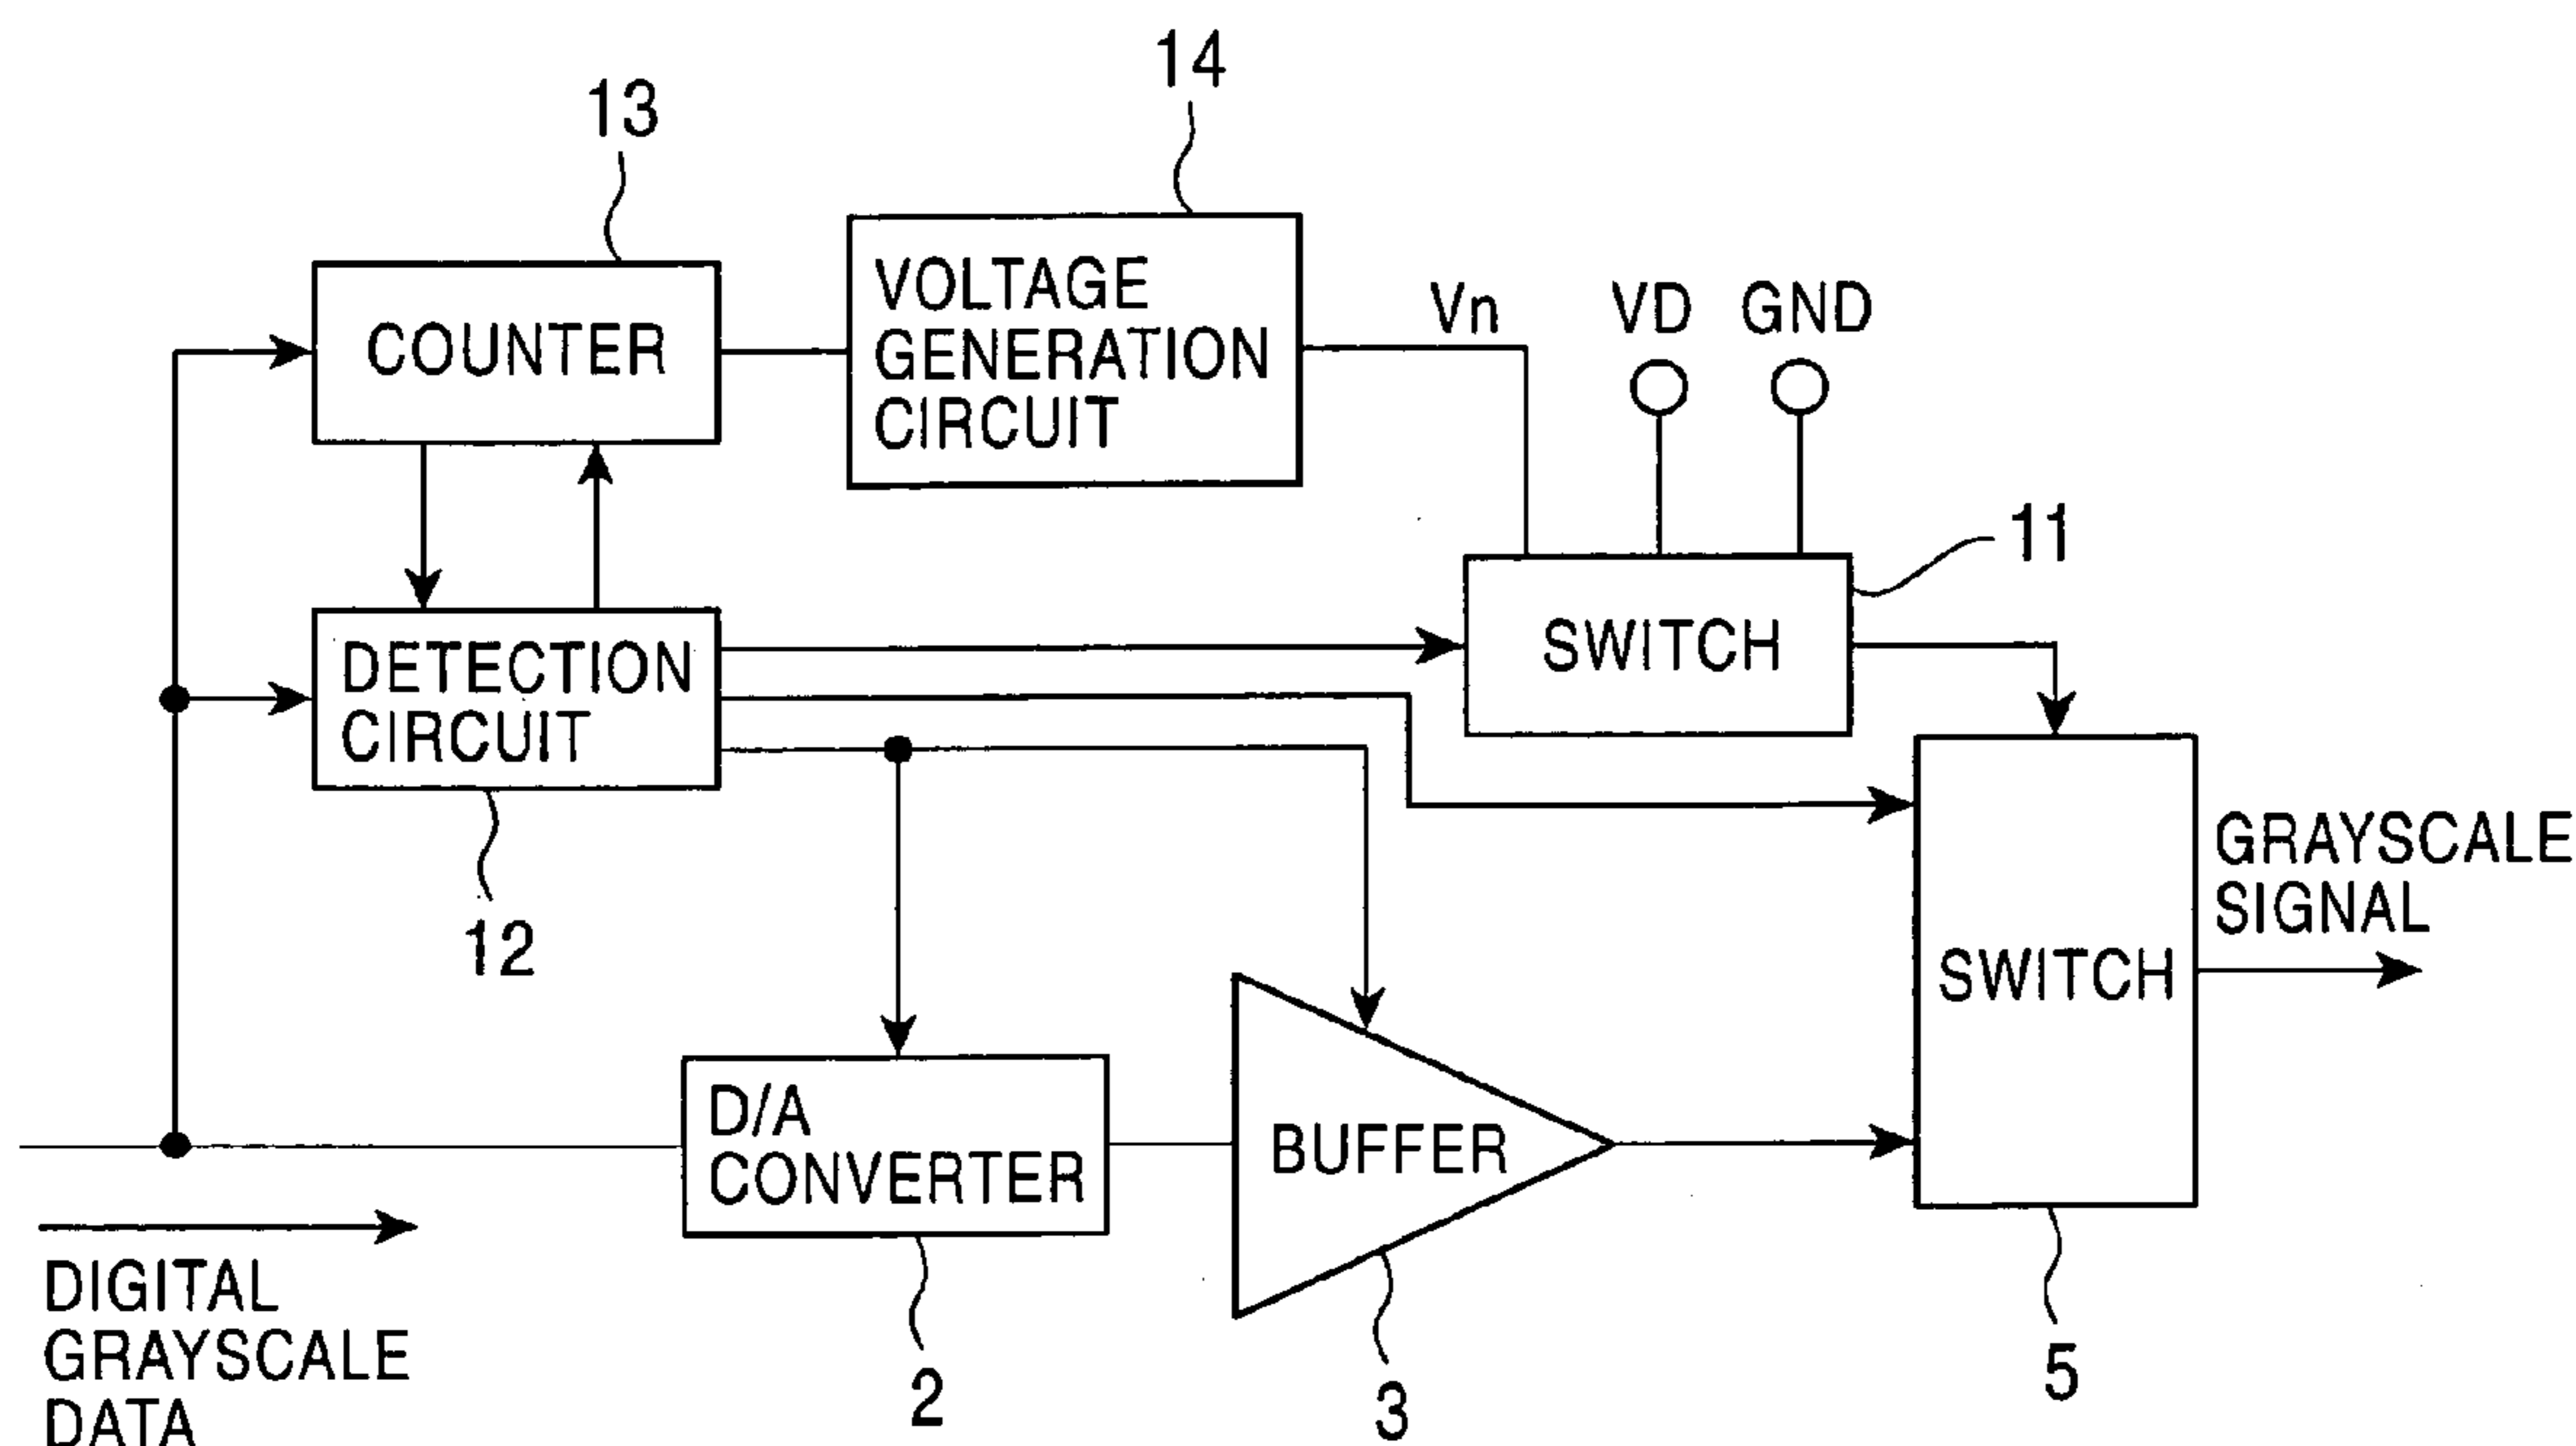 14
13
VOLTAGE
GENERATION
CIRCUIT
Vn
VD
GND
COUNTER
11
SWITCH
DETECTION
CIRCUIT
12
GRAYSCALE
SIGNAL
SWITCH
D/A
CONVERTER
BUFFER
DIGITAL
GRAYSCALE
DATA
2
3
5